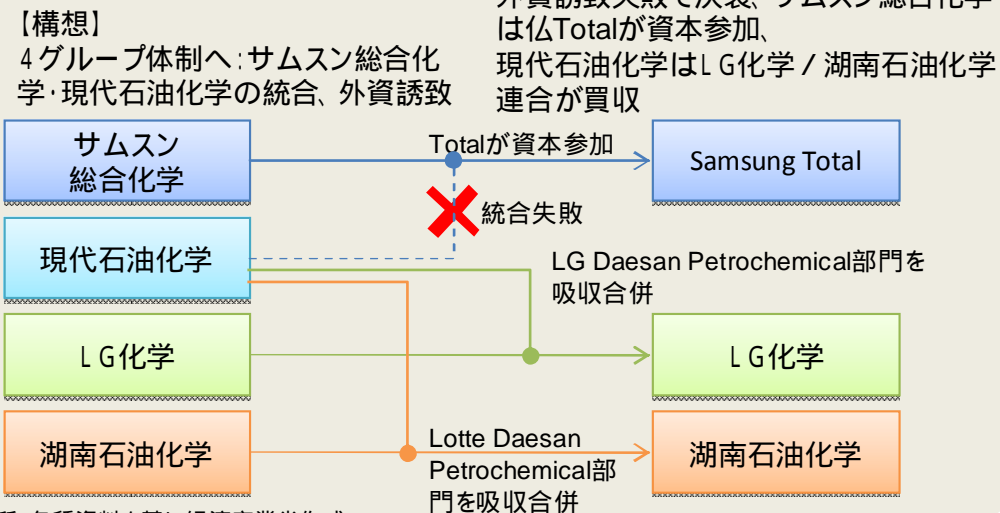 【構想】
4グループ体制へ:サムスン総合化
学・現代石油化学の統合、外資誘致
は仏Totalが資本参加、
現代石油化学はLG化学/湖南石油化学
連合が買収
サムスン
総合化学
Totalが資本参加
Samsung Total
統合失敗
現代石油化学
LG Daesan Petrochemical部門を
吸収合併
LG化学
LG化学
湖南石油化学
Lotte Daesan
Petrochemical部
門を吸収合併
湖南石油化学